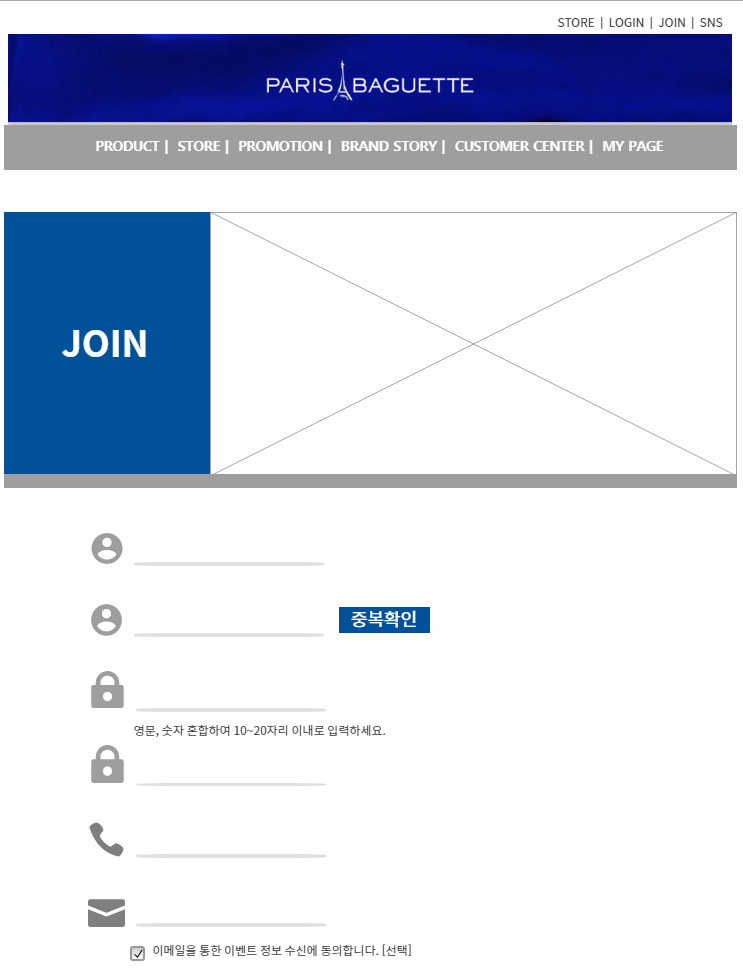 STORE | LOGIN | JOIN | SNS
PARIS BAGUETTE
PRODUCT | STORE | PROMOTION | BRAND STORY | CUSTOMER CENTER | MY PAGE
JOIN
중복확인
영문, 숫자 혼합하여 10~20자리 이내로 입력하세요.
이메일을 통한 이벤트 정보 수신에 동의합니다. [선택]